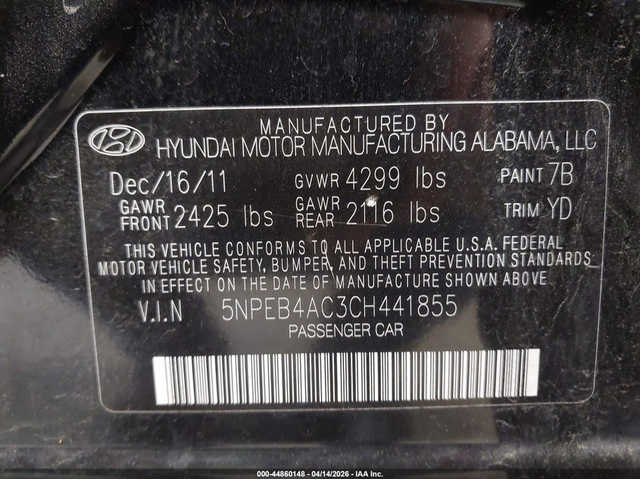 MANUFACTURED BY
HYUNDAI MOTOR MANUFACTURING ALABAMA, LLC
Dec/16/11 GVWR 4299 lbs PAINT 7B
GAWR FRONT 2425 lbs GAWR REAR 2116 lbs TRIM YD
THIS VEHICLE CONFORMS TO ALL APPLICABLE U.S.A. FEDERAL
MOTOR VEHICLE SAFETY, BUMPER, AND THEFT PREVENTION STANDARDS
IN EFFECT ON THE DATE OF MANUFACTURE SHOWN ABOVE
V.I.N 5NPEB4AC3CH441855
PASSENGER CAR
000-44860148 - 04/14/2026 - IAA Inc.